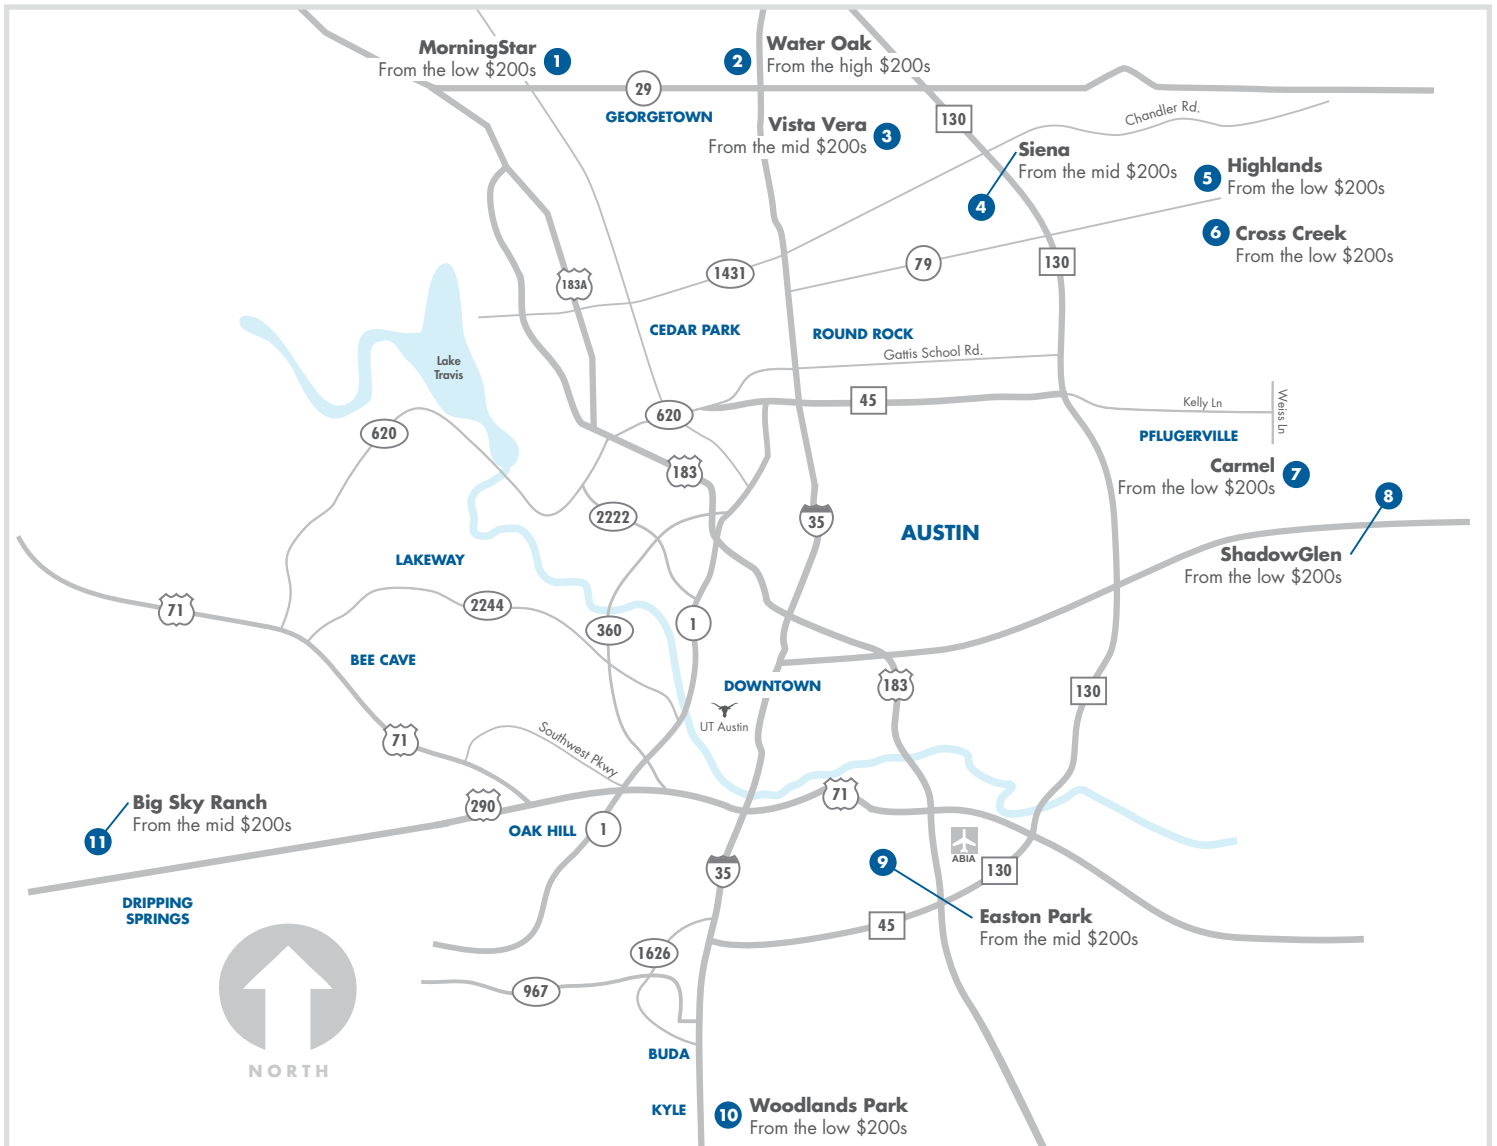 MorningStar
From the low $200s
1
2
Water Oak
From the high $200s
29
GEORGETOWN
130
Chandler Rd.
Vista Vera
From the mid $200s
3
Siena
From the mid $200s
4
5
Highlands
From the low $200s
6
Cross Creek
From the low $200s
183A
1431
79
130
CEDAR PARK
ROUND ROCK
Gattis School Rd.
Lake
Travis
620
620
45
Kelly Ln
Weiss Ln
PFLUGERVILLE
183
Carmel
From the low $200s
7
8
2222
35
AUSTIN
ShadowGlen
From the low $200s
LAKEWAY
71
2244
360
1
BEE CAVE
DOWNTOWN
183
130
UT Austin
71
Southwest Pkwy
71
290
OAK HILL
1
Big Sky Ranch
From the mid $200s
11
ABIA
130
9
35
DRIPPING
SPRINGS
45
Easton Park
From the mid $200s
1626
967
NORTH
BUDA
KYLE
10
Woodlands Park
From the low $200s